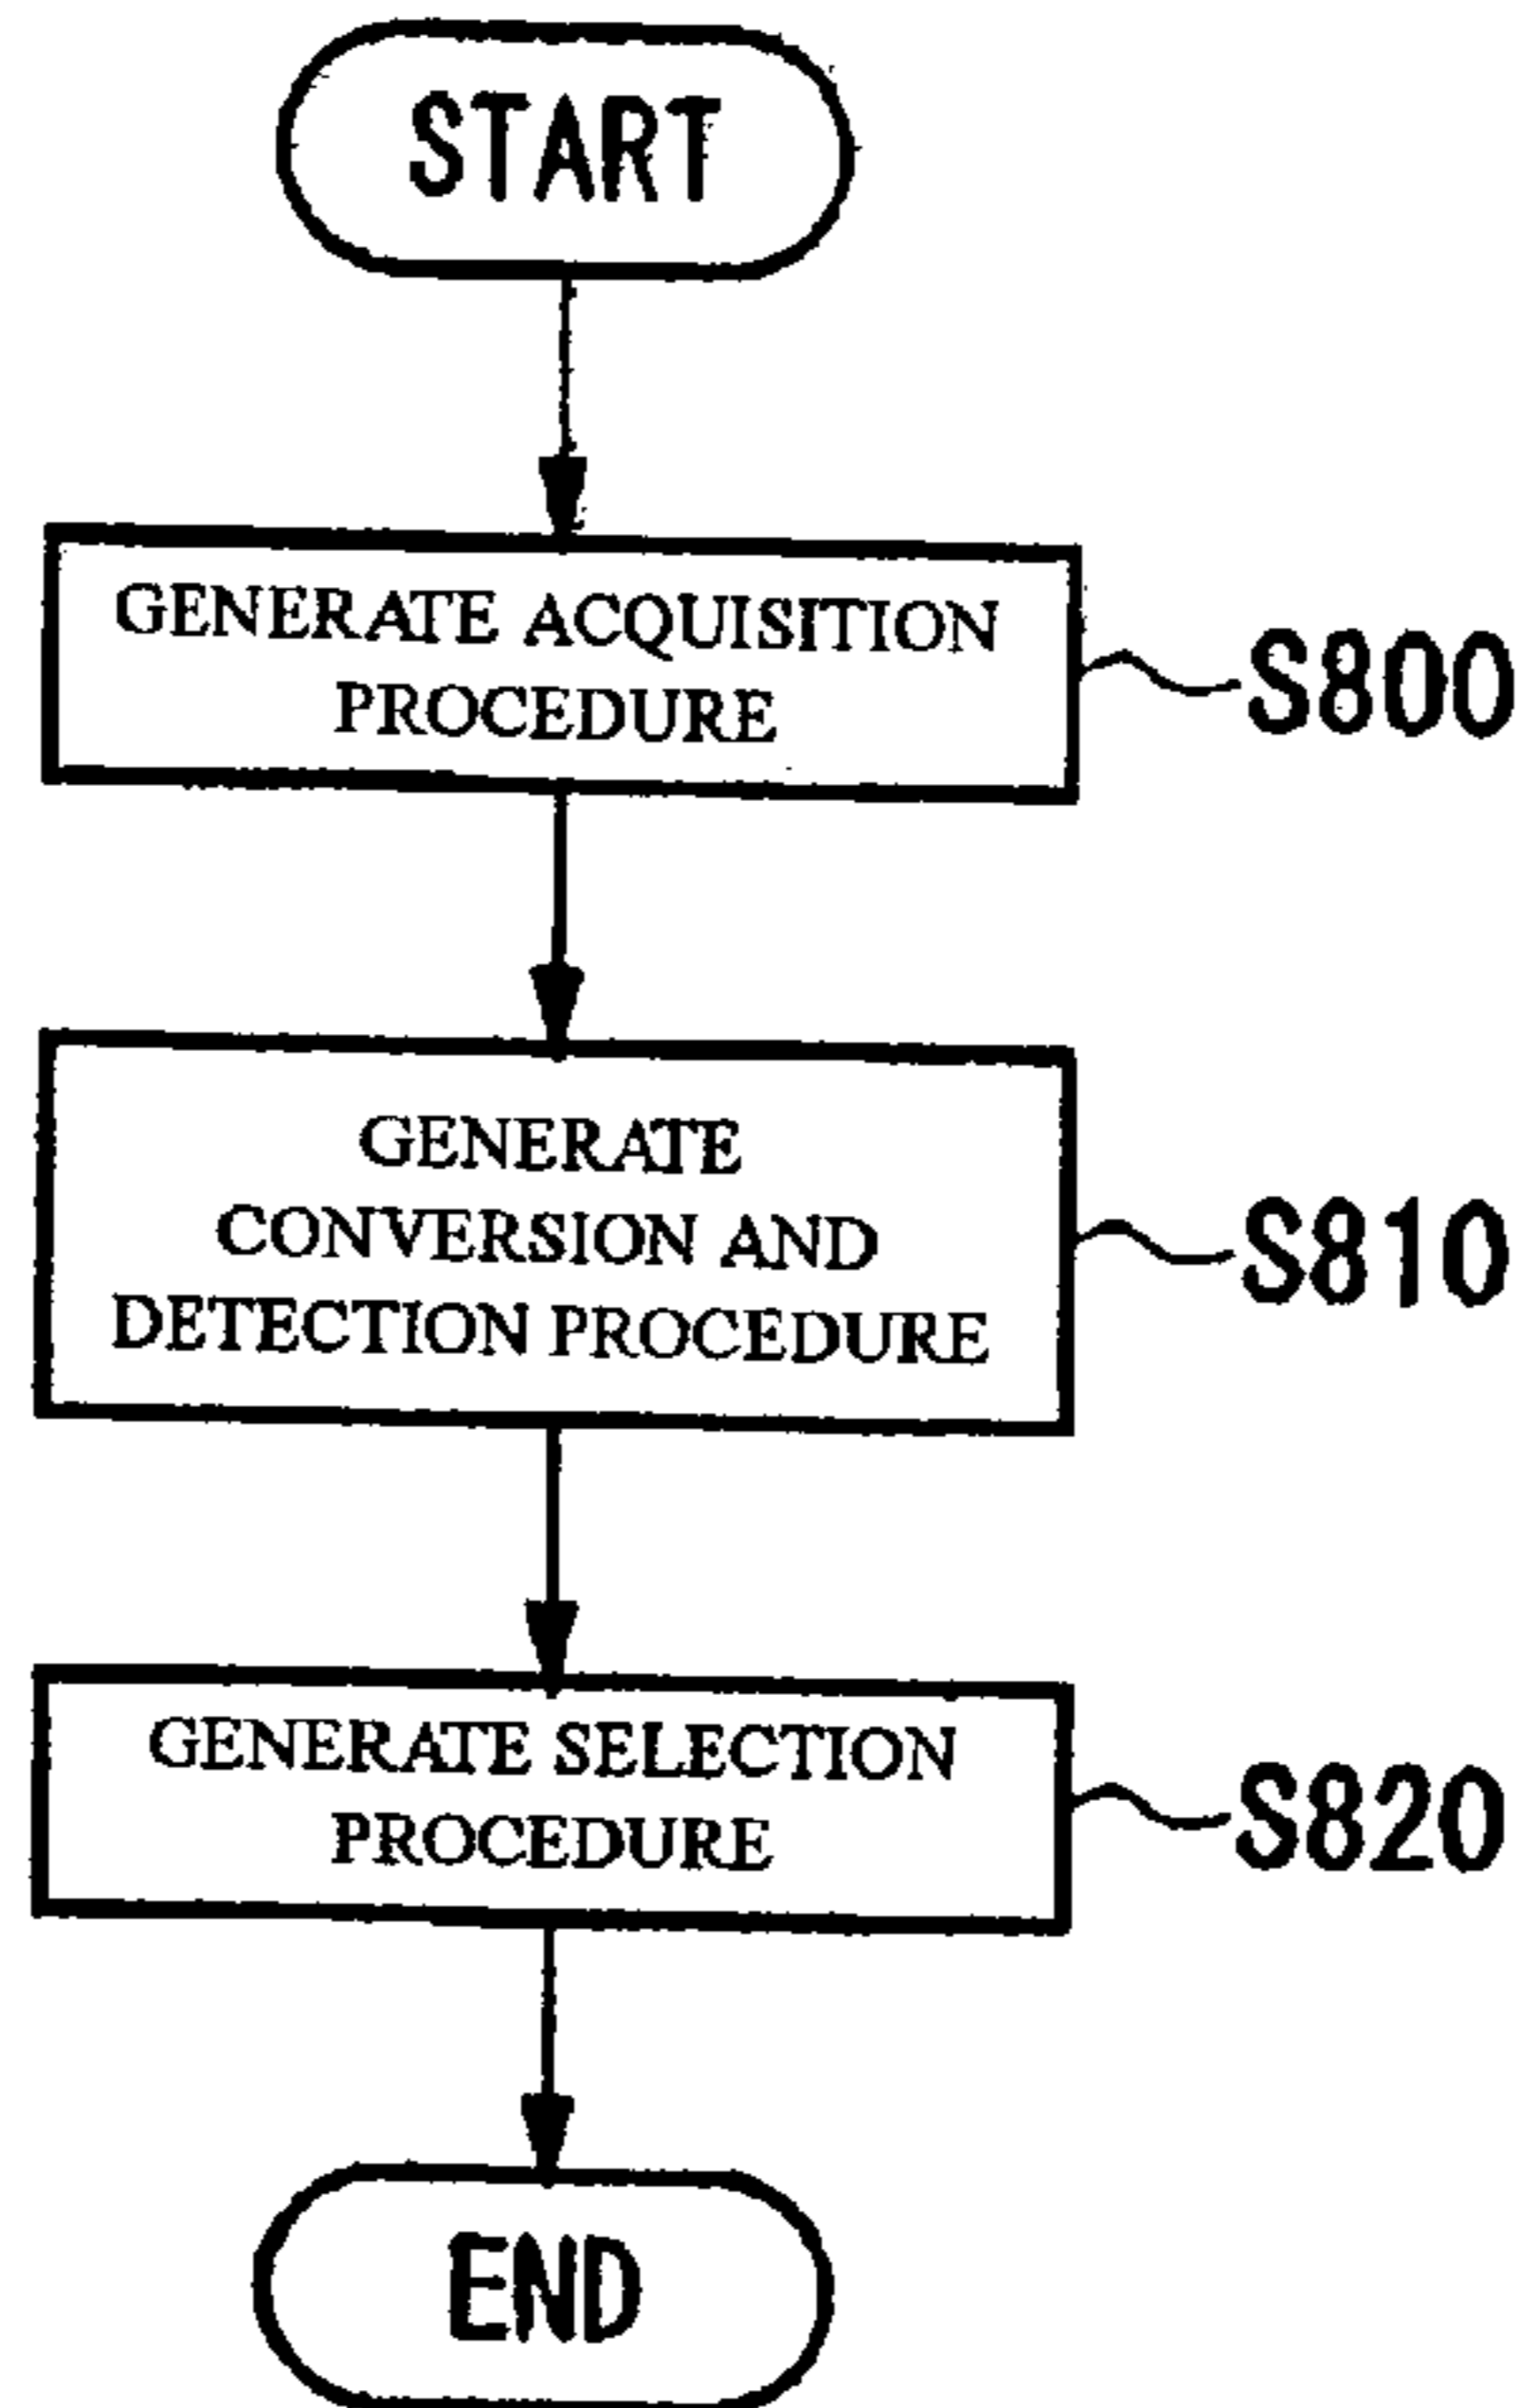 START
GENERATE ACQUISITION
PROCEDURE
S800
GENERATE
CONVERSION AND
DETECTION PROCEDURE
S810
GENERATE SELECTION
PROCEDURE
S820
END